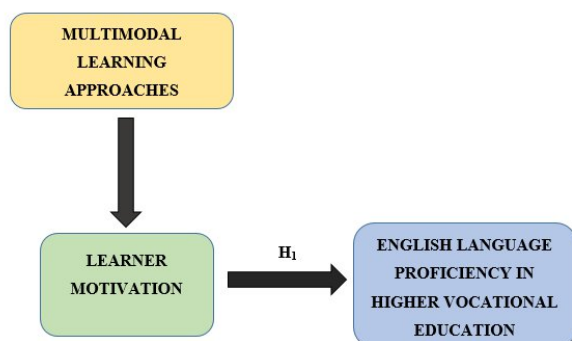 MULTIMODAL
LEARNING
APPROACHES
LEARNER
MOTIVATION
H₁
ENGLISH LANGUAGE
PROFICIENCY IN
HIGHER VOCATIONAL
EDUCATION